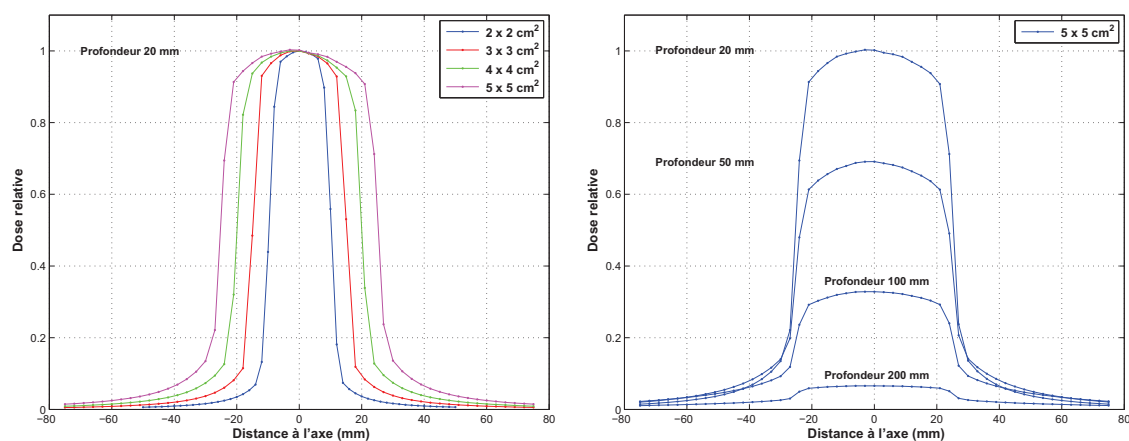 Profondeur 20 mm
2 x 2 cm²
3 x 3 cm²
4 x 4 cm²
5 x 5 cm²
1
0.8
0.6
0.4
0.2
0
Dose relative
−80 −60 −40 −20 0 20 40 60 80
Distance à l'axe (mm)
5 x 5 cm²
Profondeur 20 mm
Profondeur 50 mm
Profondeur 100 mm
Profondeur 200 mm
1
0.8
0.6
0.4
0.2
0
Dose relative
−80 −60 −40 −20 0 20 40 60 80
Distance à l'axe (mm)